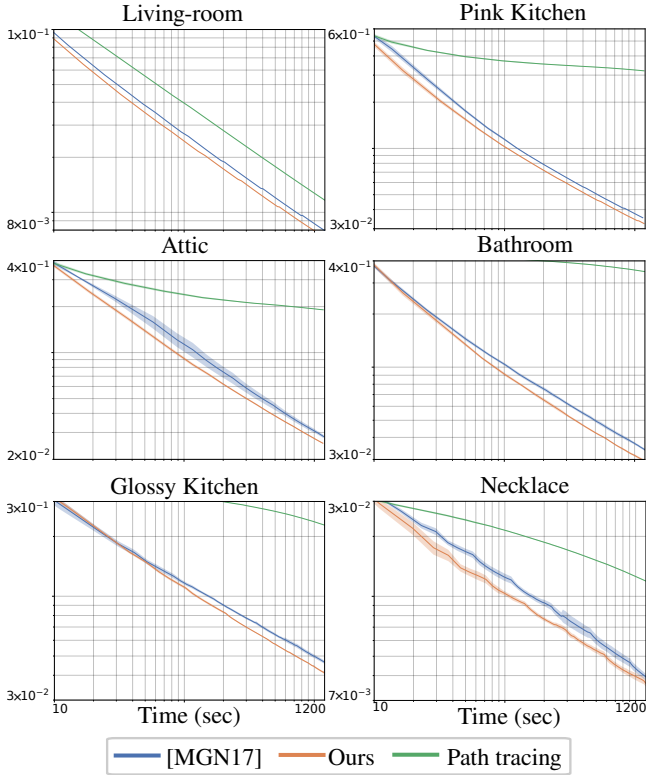 Living-room
Pink Kitchen
1×10⁻¹
8×10⁻³
6×10⁻¹
3×10⁻²
Attic
Bathroom
4×10⁻¹
2×10⁻²
4×10⁻¹
3×10⁻²
Glossy Kitchen
Necklace
3×10⁻¹
3×10⁻²
3×10⁻²
7×10⁻³
10 Time (sec) 1200
10 Time (sec) 1200
[MGN17] Ours Path tracing